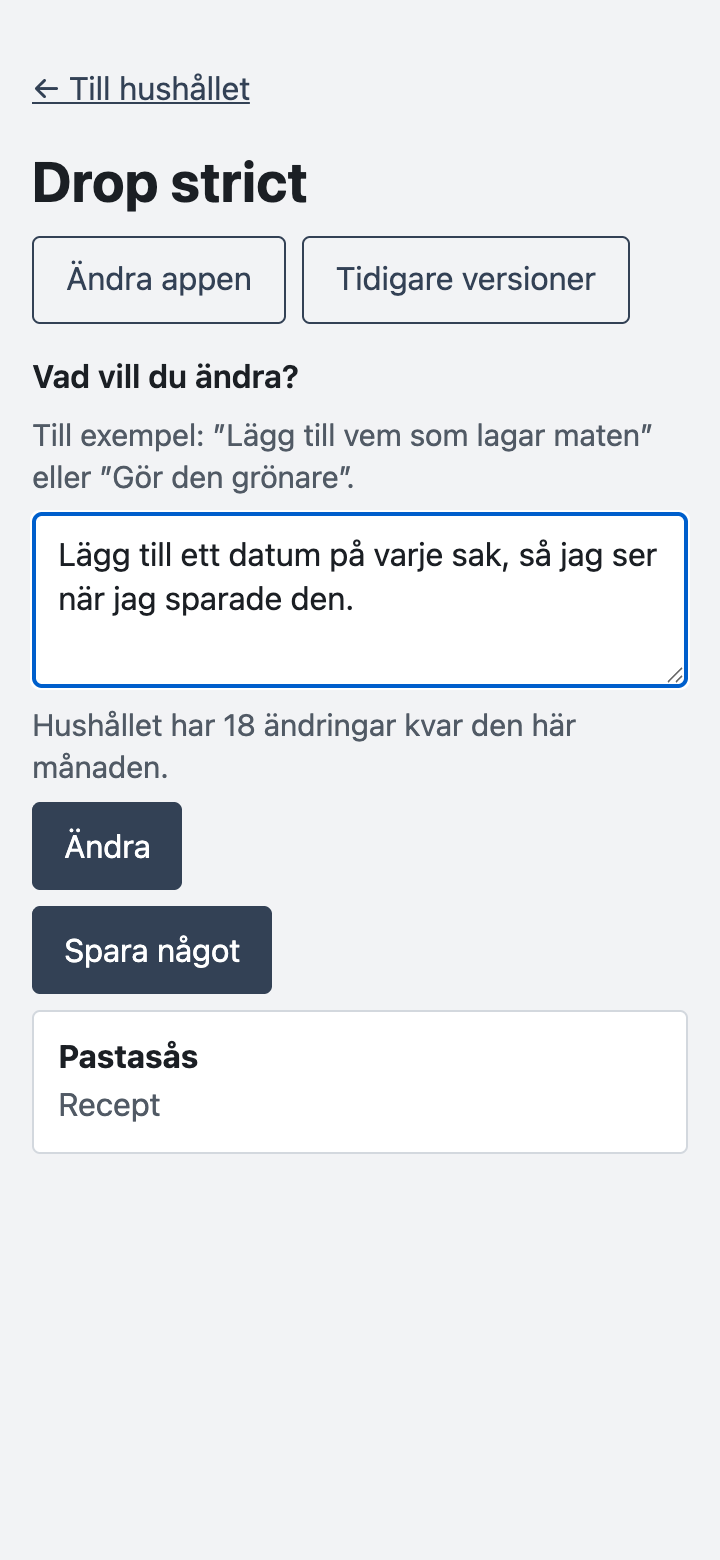 ← Till hushållet
Drop strict
Ändra appen
Tidigare versioner
Vad vill du ändra?
Till exempel: ”Lägg till vem som lagar maten”
eller ”Gör den grönare”.
Lägg till ett datum på varje sak, så jag ser
när jag sparade den.
Hushållet har 18 ändringar kvar den här
månaden.
Ändra
Spara något
Pastasås
Recept